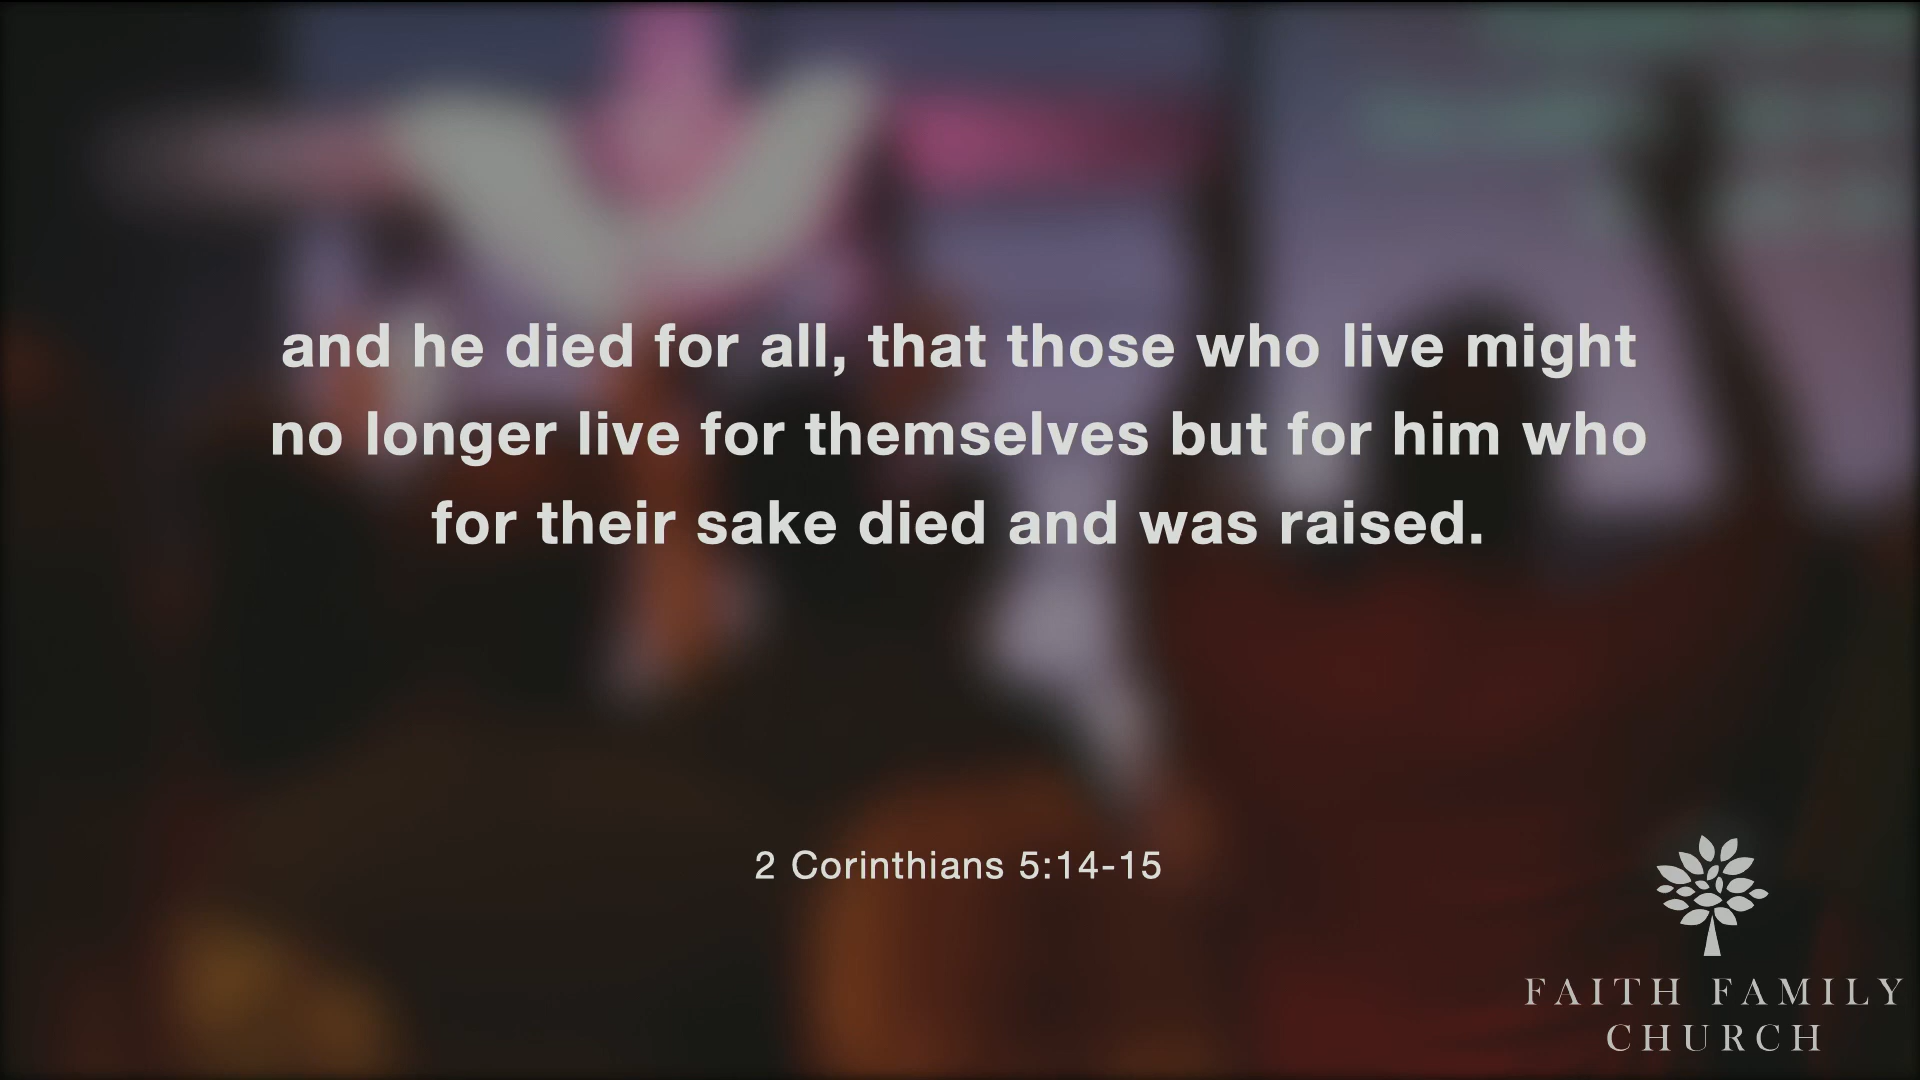 and he died for all, that those who live might
no longer live for themselves but for him who
for their sake died and was raised.
2 Corinthians 5:14-15
FAITH FAMILY
CHURCH